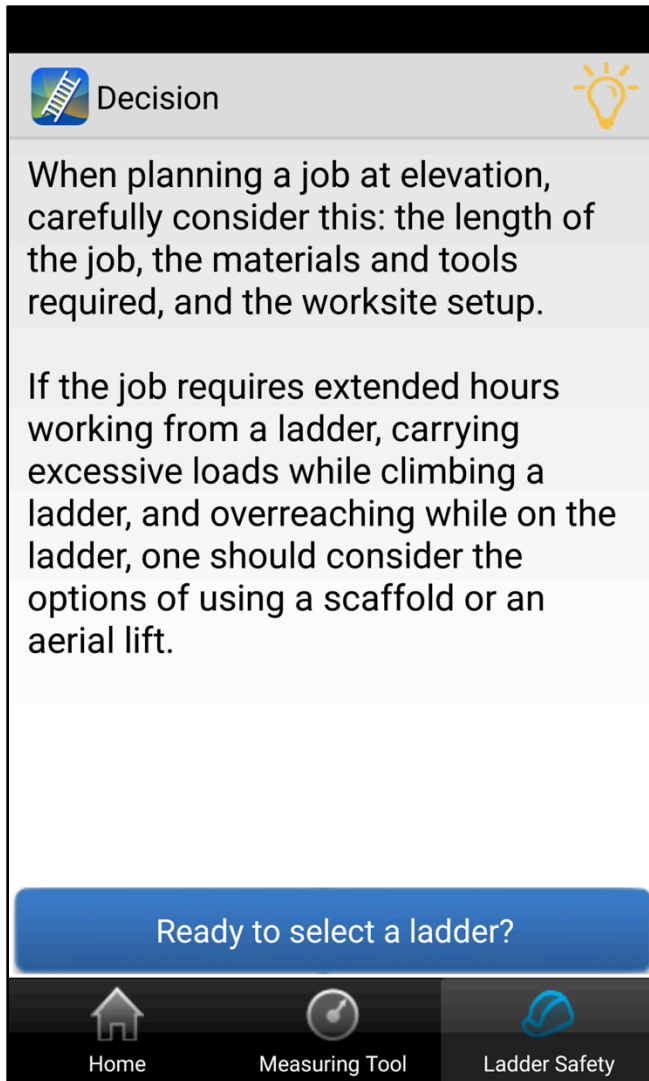 Decision
When planning a job at elevation,
carefully consider this: the length of
the job, the materials and tools
required, and the worksite setup.
If the job requires extended hours
working from a ladder, carrying
excessive loads while climbing a
ladder, and overreaching while on the
ladder, one should consider the
options of using a scaffold or an
aerial lift.
Ready to select a ladder?
Home
Measuring Tool
Ladder Safety